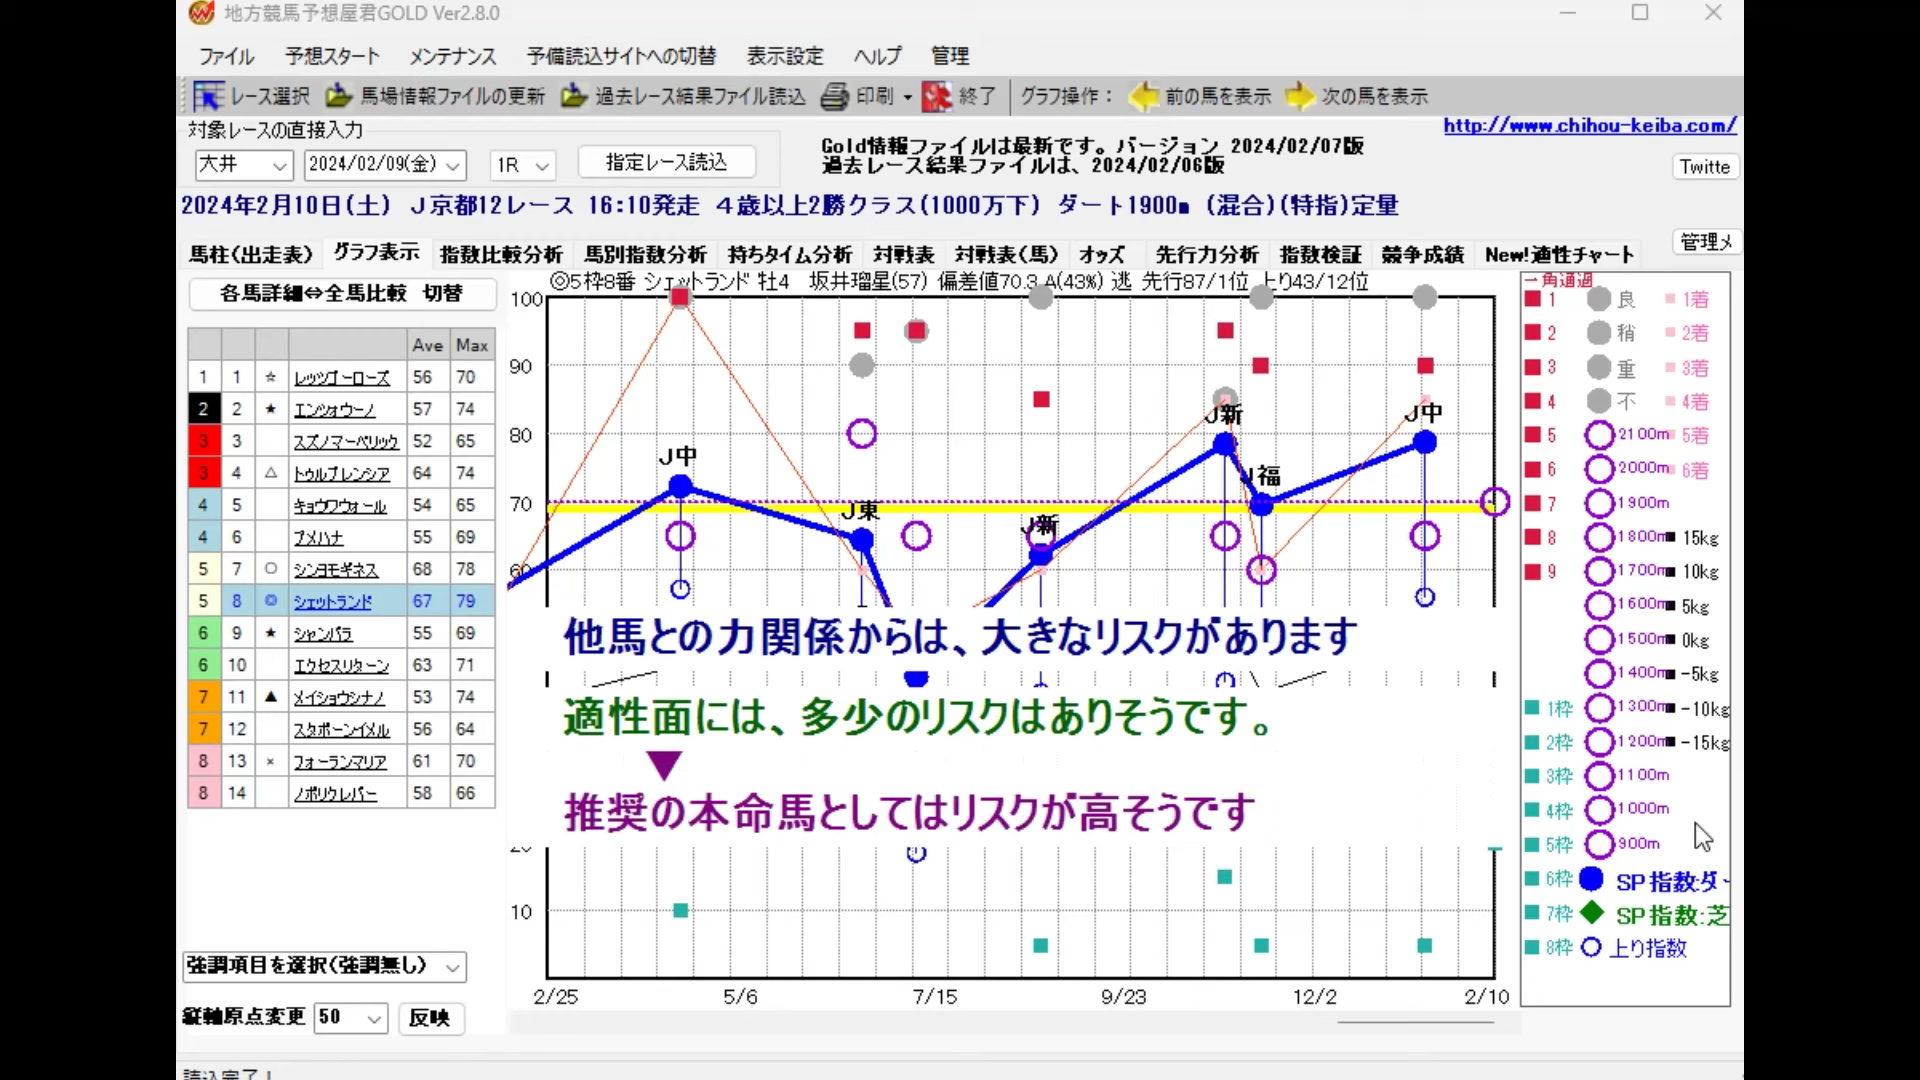 地方競馬予想屋君GOLD Ver2.8.0
ファイル 予想スタート メンテナンス 予備読込サイトへの切替 表示設定 ヘルプ 管理
レース選択 馬場情報ファイルの更新 過去レース結果ファイル読込 印刷 終了 グラフ操作： 前の馬を表示 次の馬を表示
対象レースの直接入力
http://www.chihou-keiba.com/
大井 2024/02/09(金) 1R 指定レース読込
Gold情報ファイルは最新です。バージョン 2024/02/07版
過去レース結果ファイルは、2024/02/06版
Twitte
2024年2月10日(土) J京都12レース 16:10発走 4歳以上2勝クラス(1000万下) ダート1900m (混合)(特指)定量
管理メ
馬柱(出走表) グラフ表示 指数比較分析 馬別指数分析 持ちタイム分析 対戦表 対戦表(馬) オッズ 先行力分析 指数検証 競争成績 New!適性チャート
各馬詳細⇔全馬比較 切替
◎5枠8番 シェットランド 牡4 坂井瑠星(57) 偏差値70.3 A(43%) 逃 先行87/1位 上り43/12位
Ave Max
1 1 ☆ レッツゴーローズ 56 70
2 2 ★ エンツォウーノ 57 74
3 3 スズノマーベリック 52 65
3 4 △ トゥルブレンシア 64 74
4 5 キョウワウォール 54 65
4 6 アメハナ 55 69
5 7 ○ シンヨモギネス 68 78
5 8 ◎ シェットランド 67 79
6 9 ★ シャンバラ 55 69
6 10 エクセスリターン 63 71
7 11 ▲ メイショウシナノ 53 74
7 12 スタボーンイメル 56 64
8 13 × フォーランマリア 61 70
8 14 ノボリクレバー 58 66
強調項目を選択(強調無し)
縦軸原点変更 50 反映
100
90
80
70
60
10
J中
J東
J新
J新
J福
J中
他馬との力関係からは、大きなリスクがあります
適性面には、多少のリスクはありそうです。
▼
推奨の本命馬としてはリスクが高そうです
2/25 5/6 7/15 9/23 12/2 2/10
一角通過
1 良 1着
2 稍 2着
3 重 3着
4 不 4着
5 2100m 5着
6 2000m 6着
7 1900m
8 1800m 15kg
9 1700m 10kg
1600m 5kg
1500m 0kg
1400m -5kg
1枠 1300m -10kg
2枠 1200m -15kg
3枠 1100m
4枠 1000m
5枠 900m
6枠 SP指数:ダ
7枠 SP指数:芝
8枠 上り指数
読込完了！